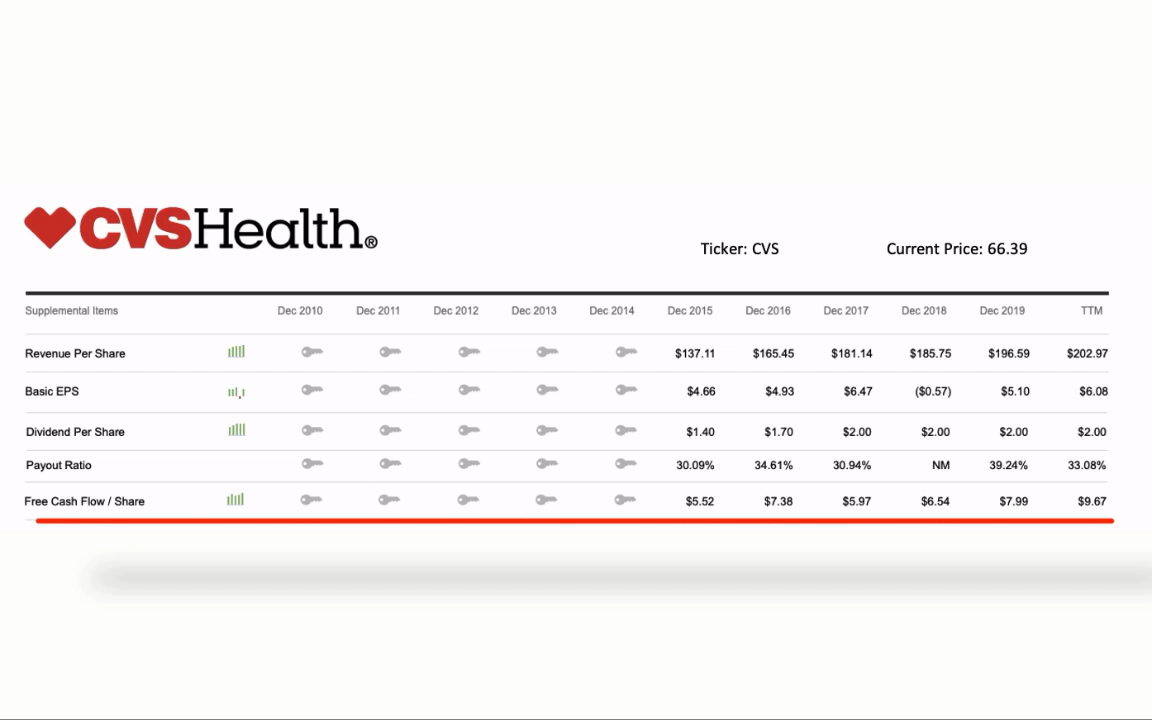 CVSHealth®
Ticker: CVS Current Price: 66.39
Supplemental Items Dec 2010 Dec 2011 Dec 2012 Dec 2013 Dec 2014 Dec 2015 Dec 2016 Dec 2017 Dec 2018 Dec 2019 TTM
Revenue Per Share $137.11 $165.45 $181.14 $185.75 $196.59 $202.97
Basic EPS $4.66 $4.93 $6.47 ($0.57) $5.10 $6.08
Dividend Per Share $1.40 $1.70 $2.00 $2.00 $2.00 $2.00
Payout Ratio 30.09% 34.61% 30.94% NM 39.24% 33.08%
Free Cash Flow / Share $5.52 $7.38 $5.97 $6.54 $7.99 $9.67